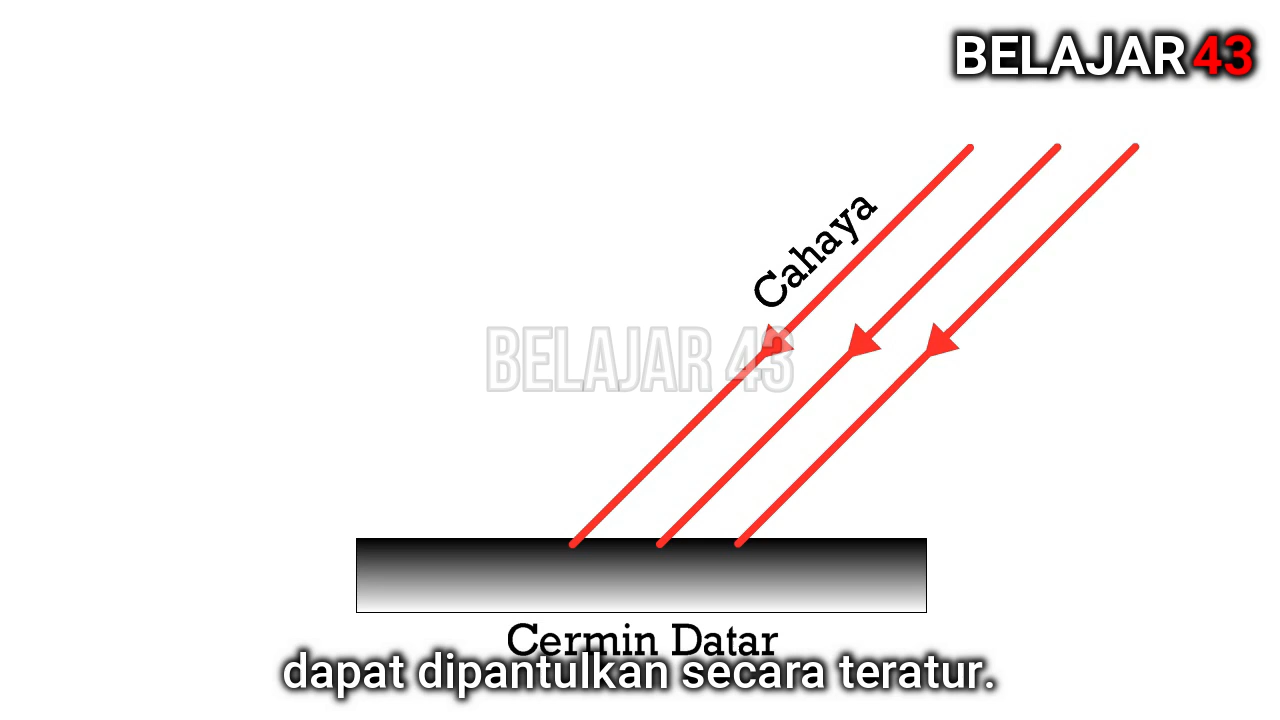 BELAJAR 43
Cahaya
BELAJAR 43
Cermin Datar
dapat dipantulkan secara teratur.